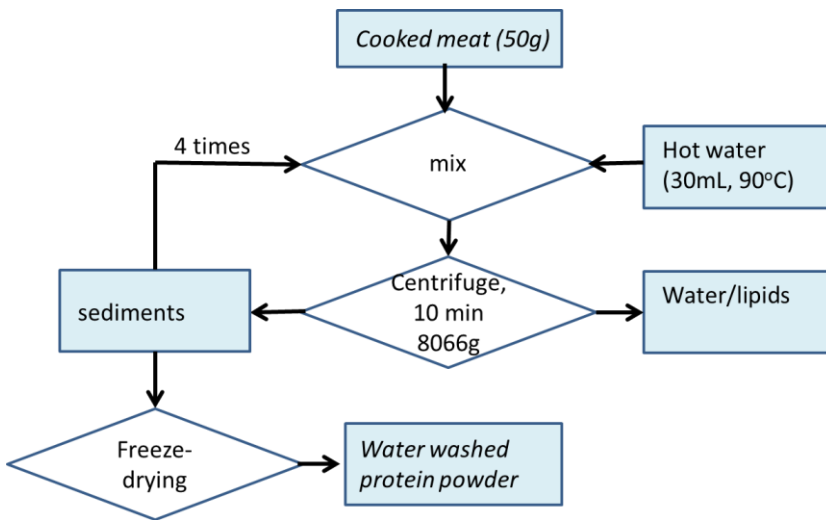 Cooked meat (50g)
4 times
mix
Hot water
(30mL, 90°C)
Centrifuge,
10 min
8066g
sediments
Water/lipids
Freeze-
drying
Water washed
protein powder